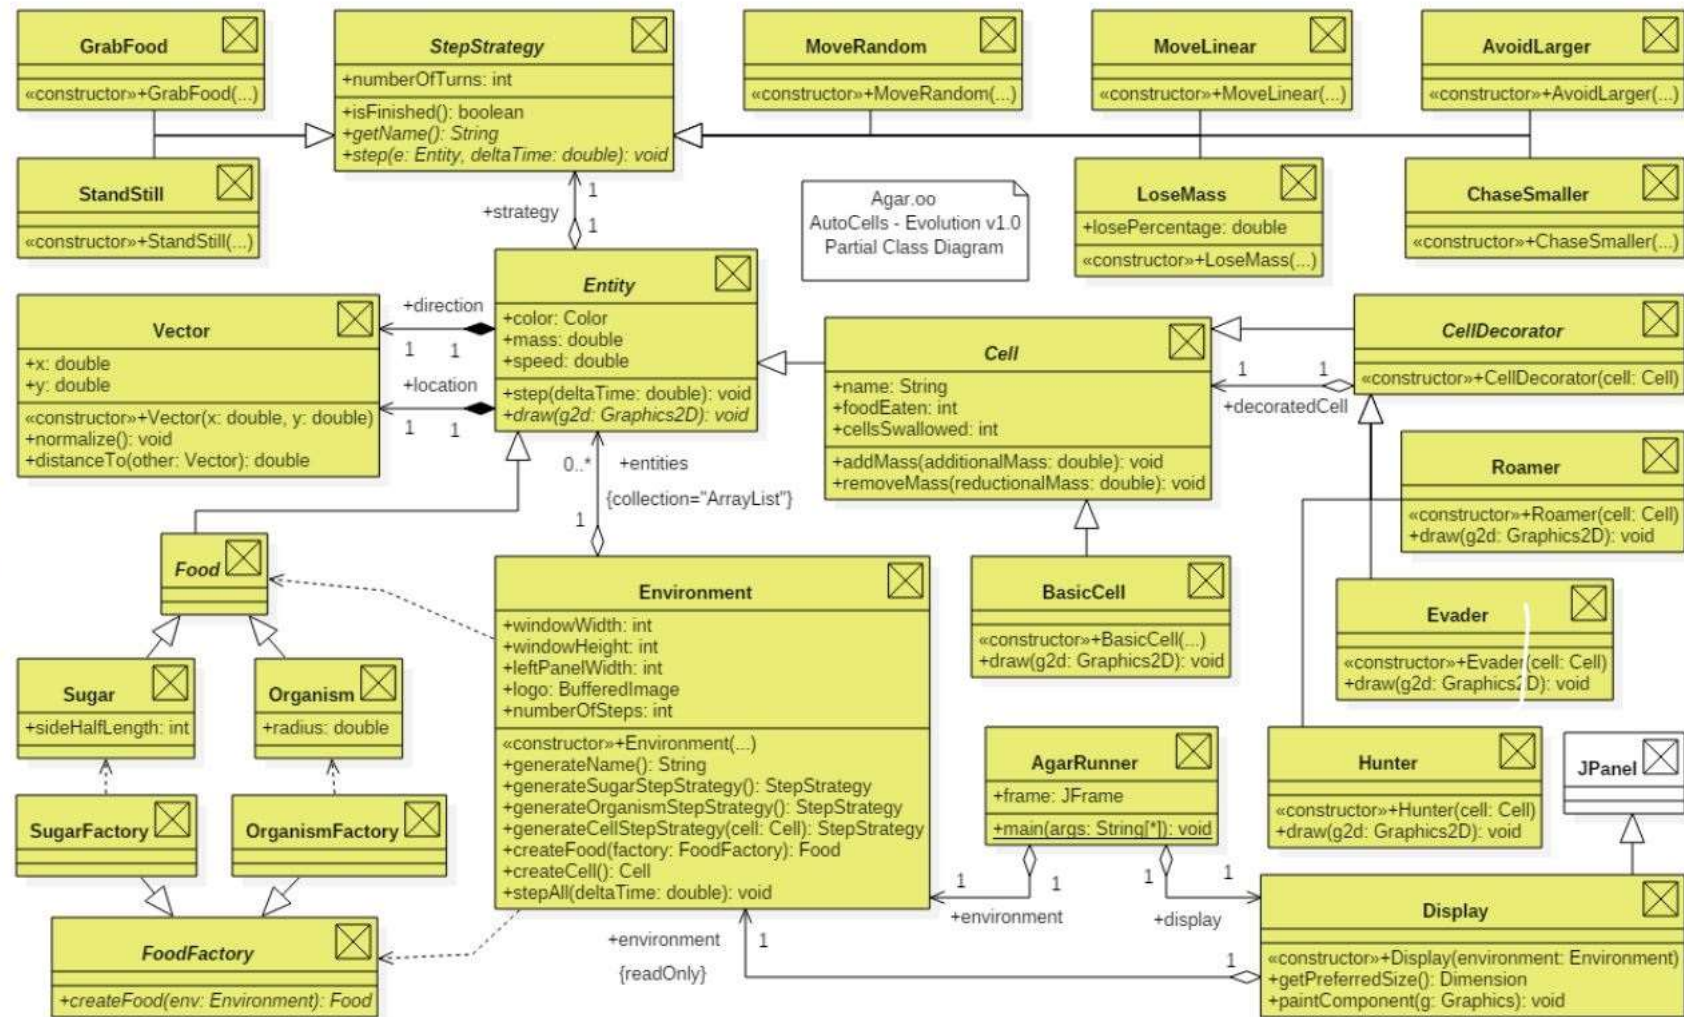 GrabFood
«constructor»+GrabFood(...)
StepStrategy
+numberOfTurns: int
+isFinished(): boolean
+getName(): String
+step(e: Entity, deltaTime: double): void
MoveRandom
«constructor»+MoveRandom(...)
MoveLinear
«constructor»+MoveLinear(...)
AvoidLarger
«constructor»+AvoidLarger(...)
StandStill
«constructor»+StandStill(...)
+strategy
1
1
Agar.oo
AutoCells - Evolution v1.0
Partial Class Diagram
LoseMass
+losePercentage: double
«constructor»+LoseMass(...)
ChaseSmaller
«constructor»+ChaseSmaller(...)
Vector
+x: double
+y: double
«constructor»+Vector(x: double, y: double)
+normalize(): void
+distanceTo(other: Vector): double
+direction
1
1
+location
1
1
Entity
+color: Color
+mass: double
+speed: double
+step(deltaTime: double): void
+draw(g2d: Graphics2D): void
Cell
+name: String
+foodEaten: int
+cellsSwallowed: int
+addMass(additionalMass: double): void
+removeMass(reductionalMass: double): void
1
1
+decoratedCell
CellDecorator
«constructor»+CellDecorator(cell: Cell)
Roamer
«constructor»+Roamer(cell: Cell)
+draw(g2d: Graphics2D): void
0..*
+entities
{collection="ArrayList"}
1
Food
Environment
+windowWidth: int
+windowHeight: int
+leftPanelWidth: int
+logo: BufferedImage
+numberOfSteps: int
«constructor»+Environment(...)
+generateName(): String
+generateSugarStepStrategy(): StepStrategy
+generateOrganismStepStrategy(): StepStrategy
+generateCellStepStrategy(cell: Cell): StepStrategy
+createFood(factory: FoodFactory): Food
+createCell(): Cell
+stepAll(deltaTime: double): void
BasicCell
«constructor»+BasicCell(...)
+draw(g2d: Graphics2D): void
Evader
«constructor»+Evader(cell: Cell)
+draw(g2d: Graphics2D): void
Sugar
+sideHalfLength: int
Organism
+radius: double
AgarRunner
+frame: JFrame
+main(args: String[*]): void
Hunter
«constructor»+Hunter(cell: Cell)
+draw(g2d: Graphics2D): void
JPanel
SugarFactory
OrganismFactory
1
1
+environment
1
1
+display
FoodFactory
+createFood(env: Environment): Food
+environment
1
{readOnly}
1
Display
«constructor»+Display(environment: Environment)
+getPreferredSize(): Dimension
+paintComponent(g: Graphics): void